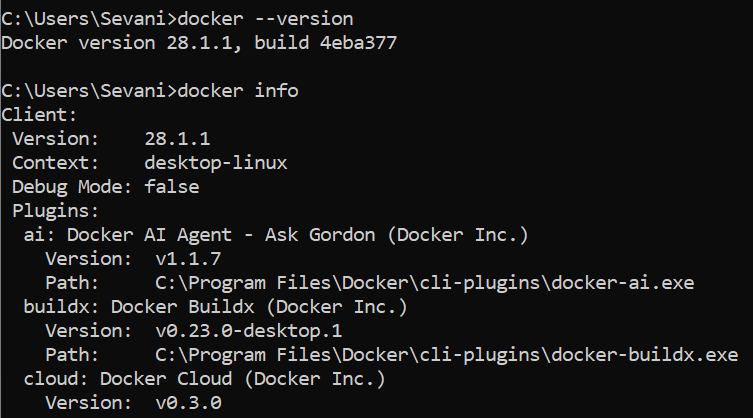 C:\Users\Sevani>docker --version
Docker version 28.1.1, build 4eba377

C:\Users\Sevani>docker info
Client:
 Version:    28.1.1
 Context:    desktop-linux
 Debug Mode: false
 Plugins:
  ai: Docker AI Agent - Ask Gordon (Docker Inc.)
    Version:  v1.1.7
    Path:     C:\Program Files\Docker\cli-plugins\docker-ai.exe
  buildx: Docker Buildx (Docker Inc.)
    Version:  v0.23.0-desktop.1
    Path:     C:\Program Files\Docker\cli-plugins\docker-buildx.exe
  cloud: Docker Cloud (Docker Inc.)
    Version:  v0.3.0